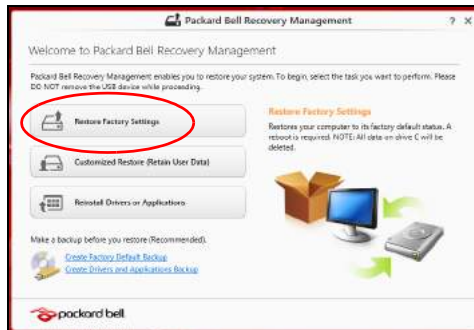 Packard Bell Recovery Management
? X
Welcome to Packard Bell Recovery Management
Packard Bell Recovery Management enables you to restore your system. To begin, select the task you want to perform. Please
DO NOT remove the USB device while proceeding.
Restore Factory Settings
Restore Factory Settings
Restores your computer to its factory default status. A
reboot is required. NOTE: All data on drive C will be
deleted.
Customized Restore (Retain User Data)
Reinstall Drivers or Applications
Make a backup before you restore (Recommended).
Create Factory Default Backup
Create Drivers and Applications Backup
packard bell